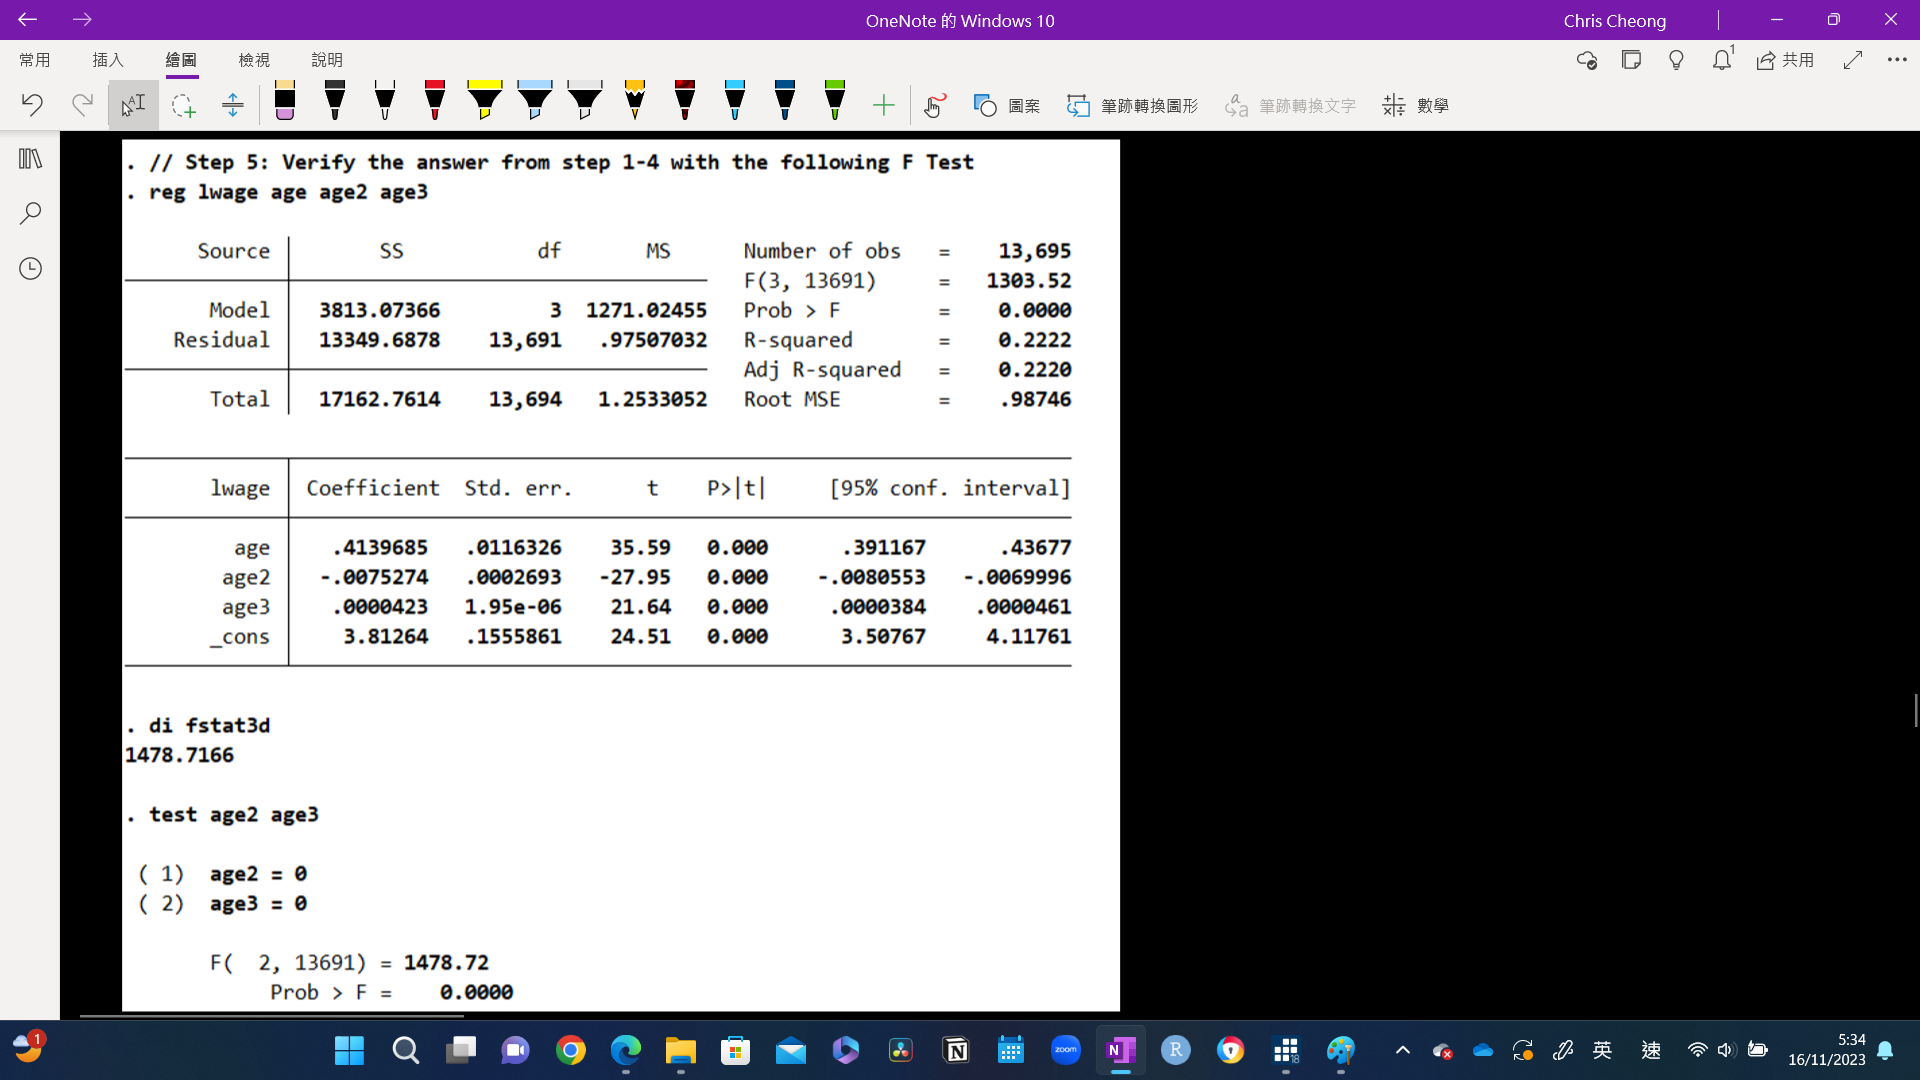 OneNote 的 Windows 10
Chris Cheong
常用 插入 繪圖 檢視 說明
1
共用
圖案 筆跡轉換圖形 筆跡轉換文字 數學
. // Step 5: Verify the answer from step 1-4 with the following F Test
. reg lwage age age2 age3
Source SS df MS Number of obs = 13,695
F(3, 13691) = 1303.52
Model 3813.07366 3 1271.02455 Prob > F = 0.0000
Residual 13349.6878 13,691 .97507032 R-squared = 0.2222
Adj R-squared = 0.2220
Total 17162.7614 13,694 1.2533052 Root MSE = .98746
lwage Coefficient Std. err. t P>|t| [95% conf. interval]
age .4139685 .0116326 35.59 0.000 .391167 .43677
age2 -.0075274 .0002693 -27.95 0.000 -.0080553 -.0069996
age3 .0000423 1.95e-06 21.64 0.000 .0000384 .0000461
_cons 3.81264 .1555861 24.51 0.000 3.50767 4.11761
. di fstat3d
1478.7166
. test age2 age3
( 1) age2 = 0
( 2) age3 = 0
F( 2, 13691) = 1478.72
Prob > F = 0.0000
1
zoom
N
R
18
英 速
5:34
16/11/2023